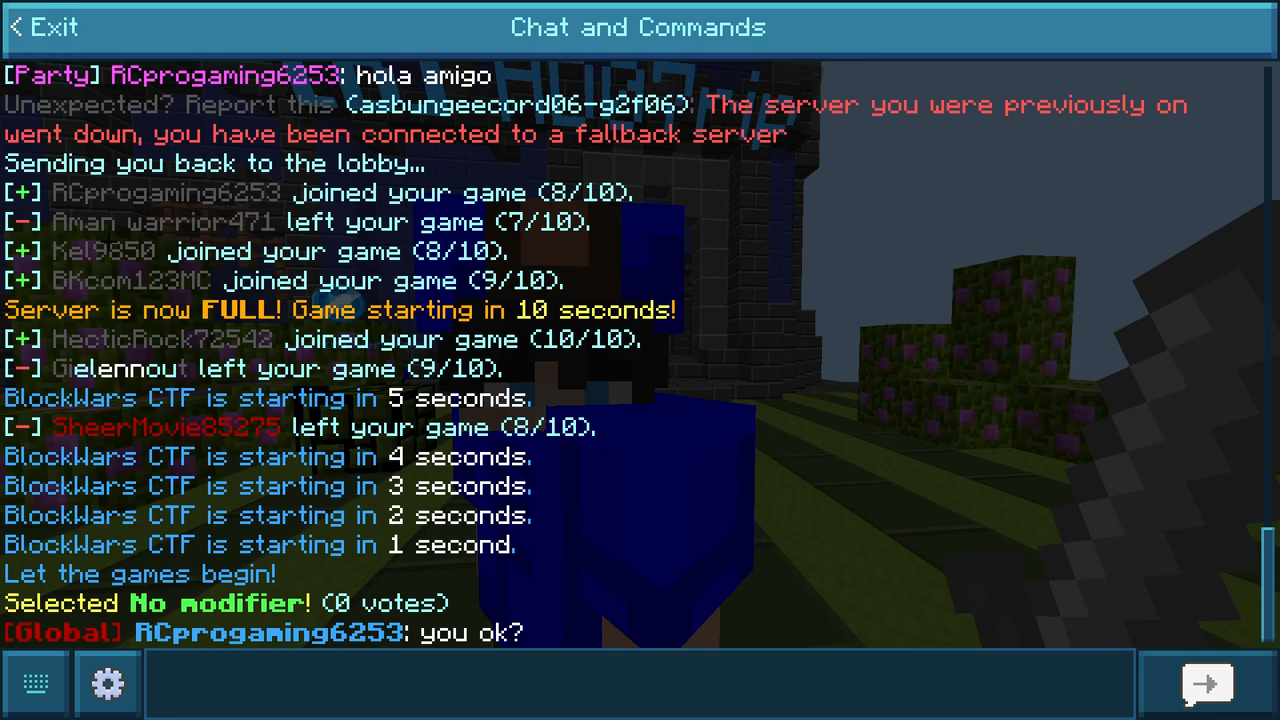 < Exit
Chat and Commands
[Party] RCprogaming6253: hola amigo
Unexpected? Report this (asbungeecord06-g2f06): The server you were previously on
went down, you have been connected to a fallback server
Sending you back to the lobby...
[+] RCprogaming6253 joined your game (8/10).
[-] Aman warrior471 left your game (7/10).
[+] Kel9850 joined your game (8/10).
[+] BKcom123MC joined your game (9/10).
Server is now FULL! Game starting in 10 seconds!
[+] HecticRock72542 joined your game (10/10).
[-] Gielennout left your game (9/10).
BlockWars CTF is starting in 5 seconds.
[-] SheerMovie85275 left your game (8/10).
BlockWars CTF is starting in 4 seconds.
BlockWars CTF is starting in 3 seconds.
BlockWars CTF is starting in 2 seconds.
BlockWars CTF is starting in 1 second.
Let the games begin!
Selected No modifier! (0 votes)
[Global] RCprogaming6253: you ok?